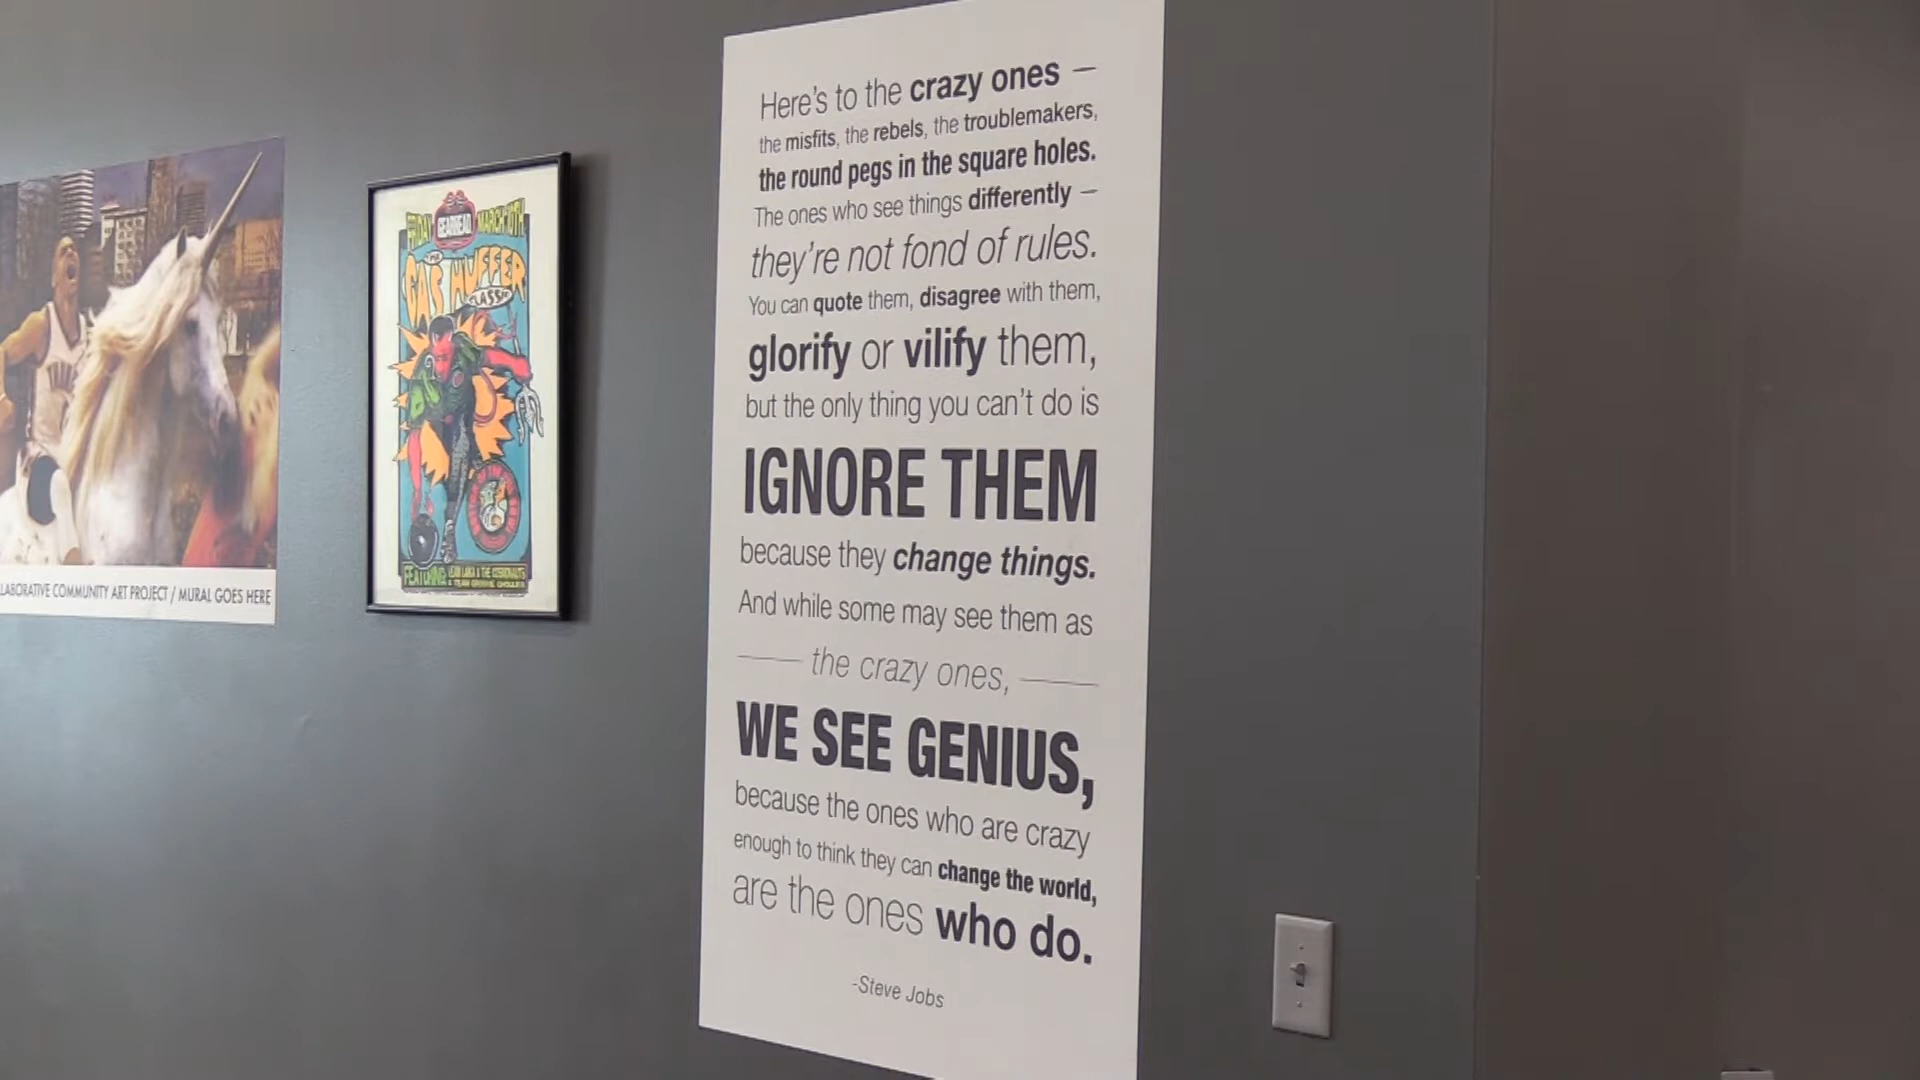 LABORATIVE COMMUNITY ART PROJECT / MURAL GOES HERE
FRIDAY
GEARHEAD
MARCH 10TH
THE
GAS HUFFER
CLASSIC
FEATURING:
Here's to the crazy ones –
the misfits, the rebels, the troublemakers,
the round pegs in the square holes.
The ones who see things differently –
they're not fond of rules.
You can quote them, disagree with them,
glorify or vilify them,
but the only thing you can't do is
IGNORE THEM
because they change things.
And while some may see them as
the crazy ones,
WE SEE GENIUS,
because the ones who are crazy
enough to think they can change the world,
are the ones who do.
-Steve Jobs